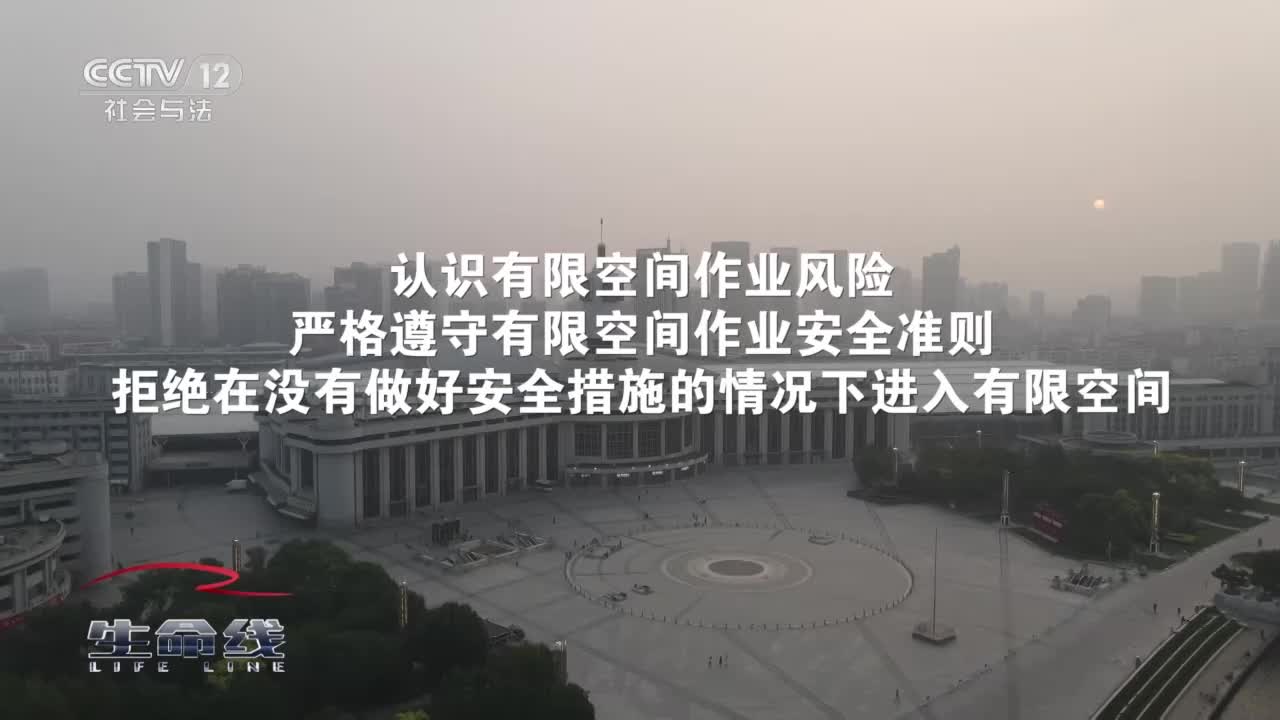 CCTV 12
社会与法
认识有限空间作业风险
严格遵守有限空间作业安全准则
拒绝在没有做好安全措施的情况下进入有限空间
生命线
LIFE LINE